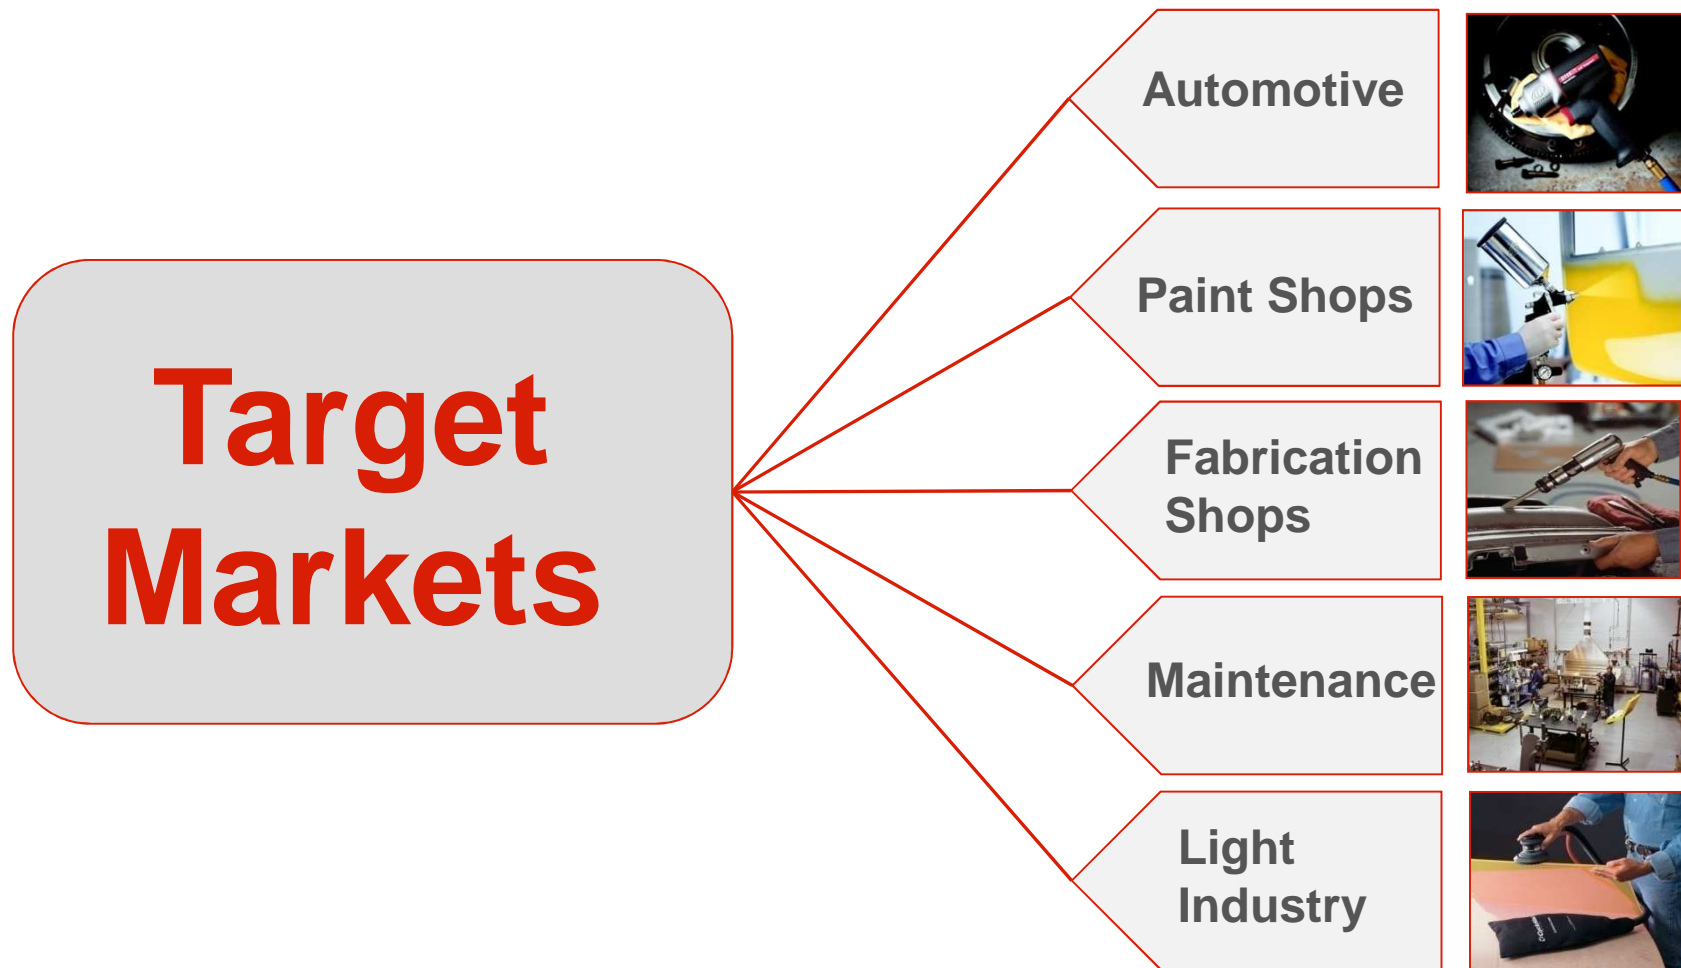 Target
Markets
Automotive
Paint Shops
Fabrication
Shops
Maintenance
Light
Industry